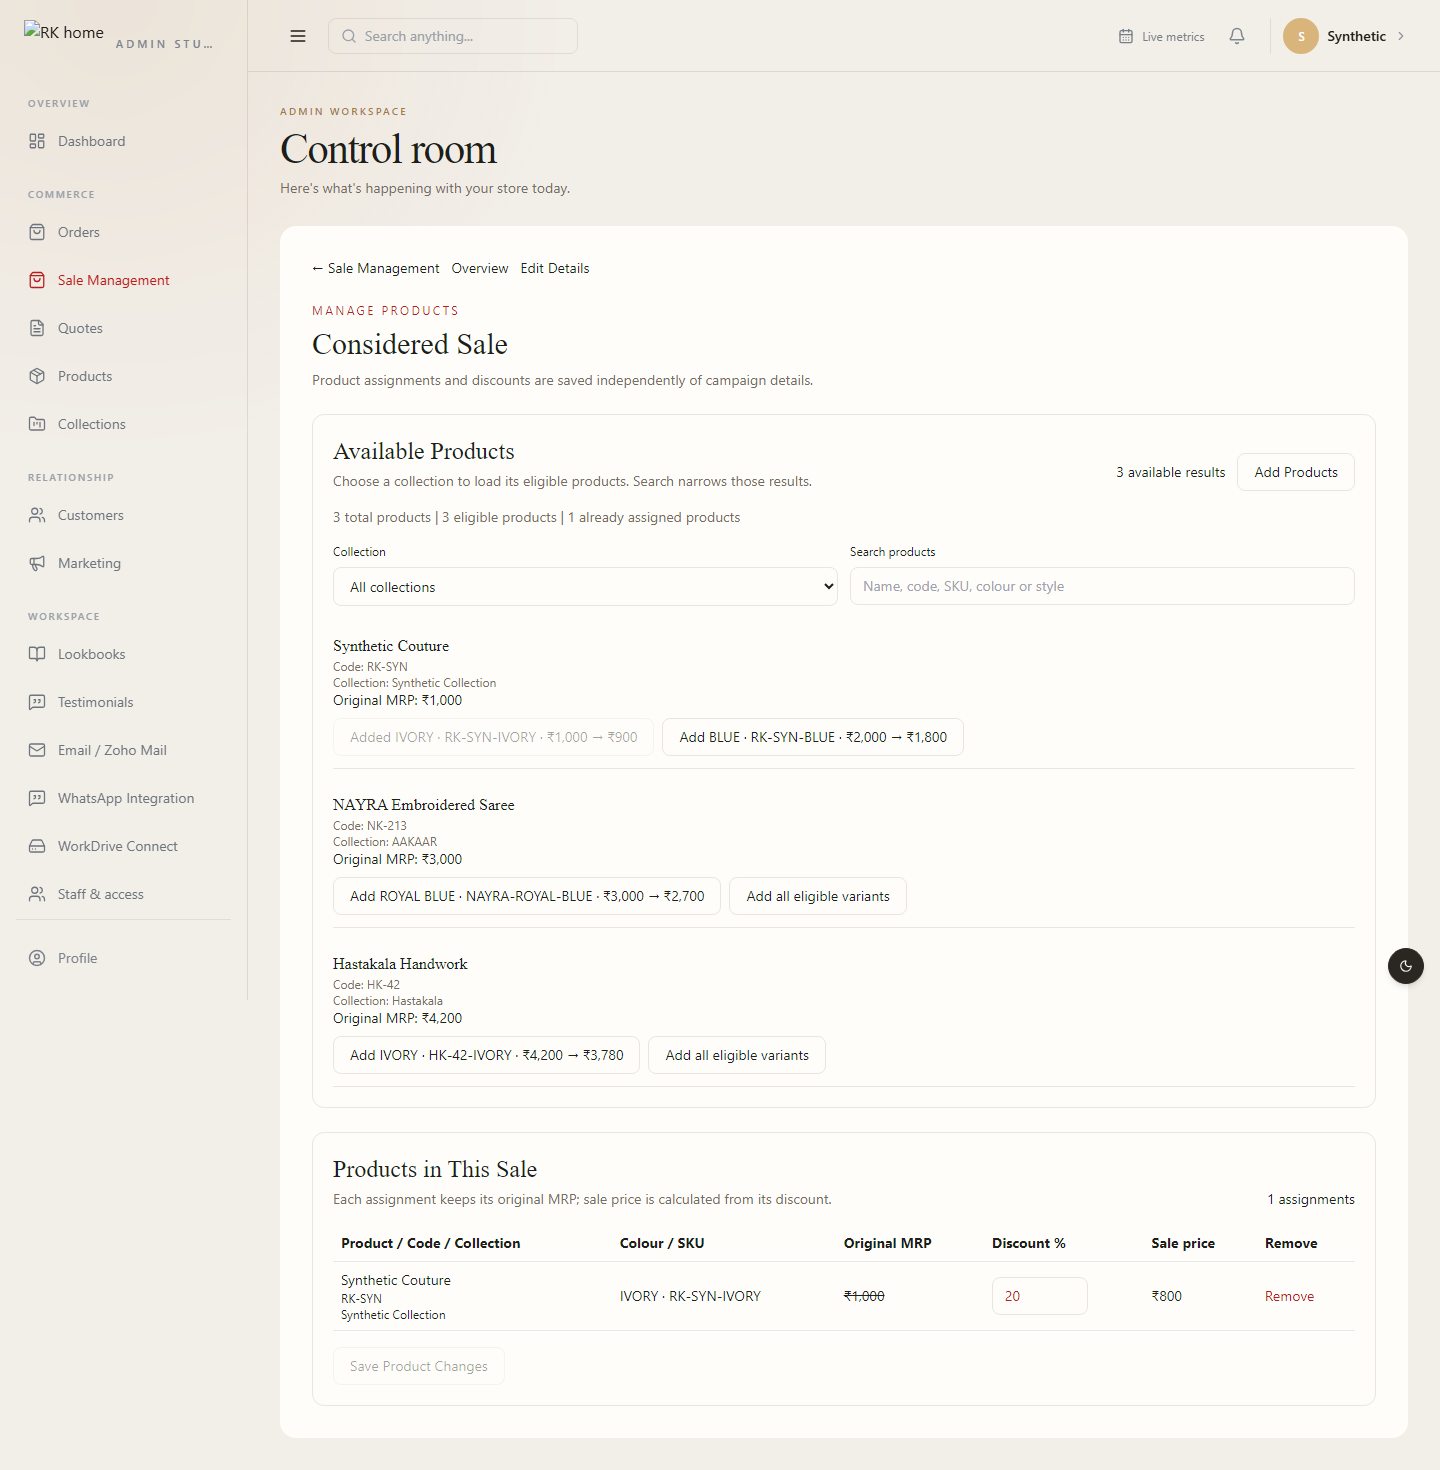 RK home
ADMIN STU...
OVERVIEW
Dashboard
COMMERCE
Orders
Sale Management
Quotes
Products
Collections
RELATIONSHIP
Customers
Marketing
WORKSPACE
Lookbooks
Testimonials
Email / Zoho Mail
WhatsApp Integration
WorkDrive Connect
Staff & access
Profile
Search anything...
Live metrics
S
Synthetic
ADMIN WORKSPACE
Control room
Here's what's happening with your store today.
← Sale Management Overview Edit Details
MANAGE PRODUCTS
Considered Sale
Product assignments and discounts are saved independently of campaign details.
Available Products
Choose a collection to load its eligible products. Search narrows those results.
3 available results
Add Products
3 total products | 3 eligible products | 1 already assigned products
Collection
All collections
Search products
Name, code, SKU, colour or style
Synthetic Couture
Code: RK-SYN
Collection: Synthetic Collection
Original MRP: ₹1,000
Added IVORY · RK-SYN-IVORY · ₹1,000 → ₹900
Add BLUE · RK-SYN-BLUE · ₹2,000 → ₹1,800
NAYRA Embroidered Saree
Code: NK-213
Collection: AAKAAR
Original MRP: ₹3,000
Add ROYAL BLUE · NAYRA-ROYAL-BLUE · ₹3,000 → ₹2,700
Add all eligible variants
Hastakala Handwork
Code: HK-42
Collection: Hastakala
Original MRP: ₹4,200
Add IVORY · HK-42-IVORY · ₹4,200 → ₹3,780
Add all eligible variants
Products in This Sale
Each assignment keeps its original MRP; sale price is calculated from its discount.
1 assignments
Product / Code / Collection Colour / SKU Original MRP Discount % Sale price Remove
Synthetic Couture
RK-SYN
Synthetic Collection
IVORY · RK-SYN-IVORY
₹1,000
20
₹800
Remove
Save Product Changes